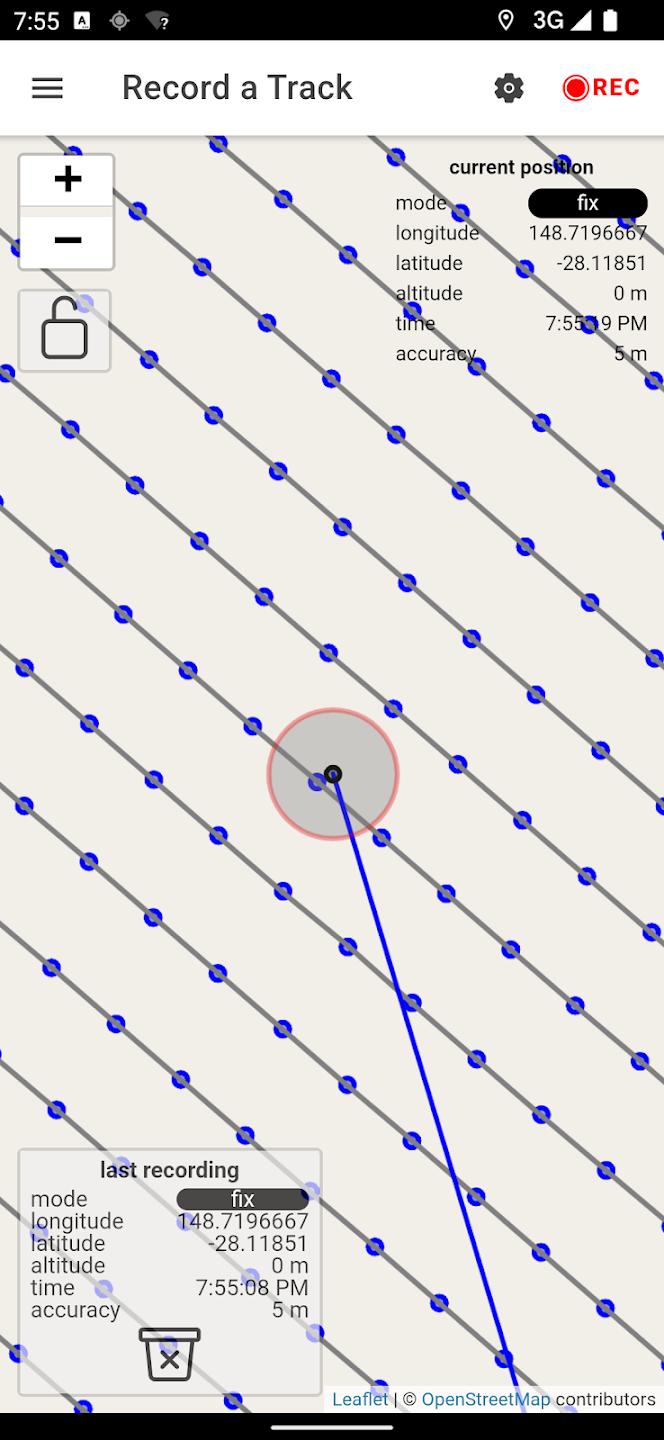 7:55 A ? 3G
Record a Track
REC
+
−
current position
mode fix
longitude 148.7196667
latitude -28.11851
altitude 0 m
time 7:55:19 PM
accuracy 5 m
last recording
mode fix
longitude 148.7196667
latitude -28.11851
altitude 0 m
time 7:55:08 PM
accuracy 5 m
Leaflet | © OpenStreetMap contributors